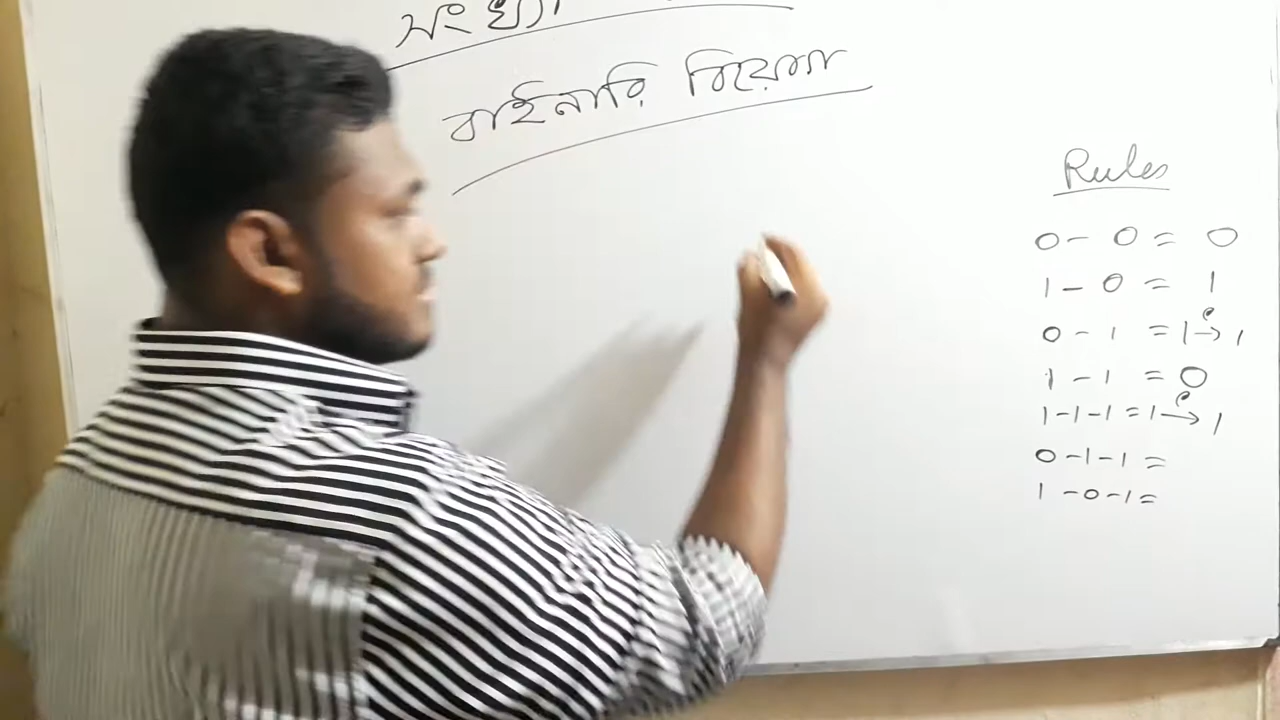 সংখ্যা
বাইনারি বিয়োগ
Rules
0 - 0 = 0
1 - 0 = 1
0 - 1 = 1 → 1
1 - 1 = 0
1-1-1 = 1 → 1
0 -1-1 =
1 -0-1 =